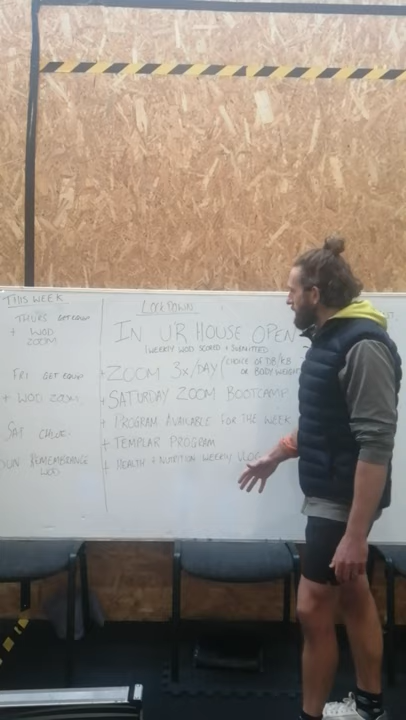 THIS WEEK
THURS GET EQUIP
+ WOD
ZOOM
FRI GET EQUIP
+ WOD ZOOM
SAT
SUN REMEMBRANCE
WOD
LOCKDOWN
IN UR HOUSE OPEN
1 WEEKLY WOD SCORED + SUBMITTED
+ ZOOM 3x/DAY (CHOICE OF DB/KB
OR BODY WEIGHT
+ SATURDAY ZOOM BOOTCAMP
+ PROGRAM AVAILABLE FOR THE WEEK
+ TEMPLAR PROGRAM
+ HEALTH + NUTRITION WEEKLY VLOG